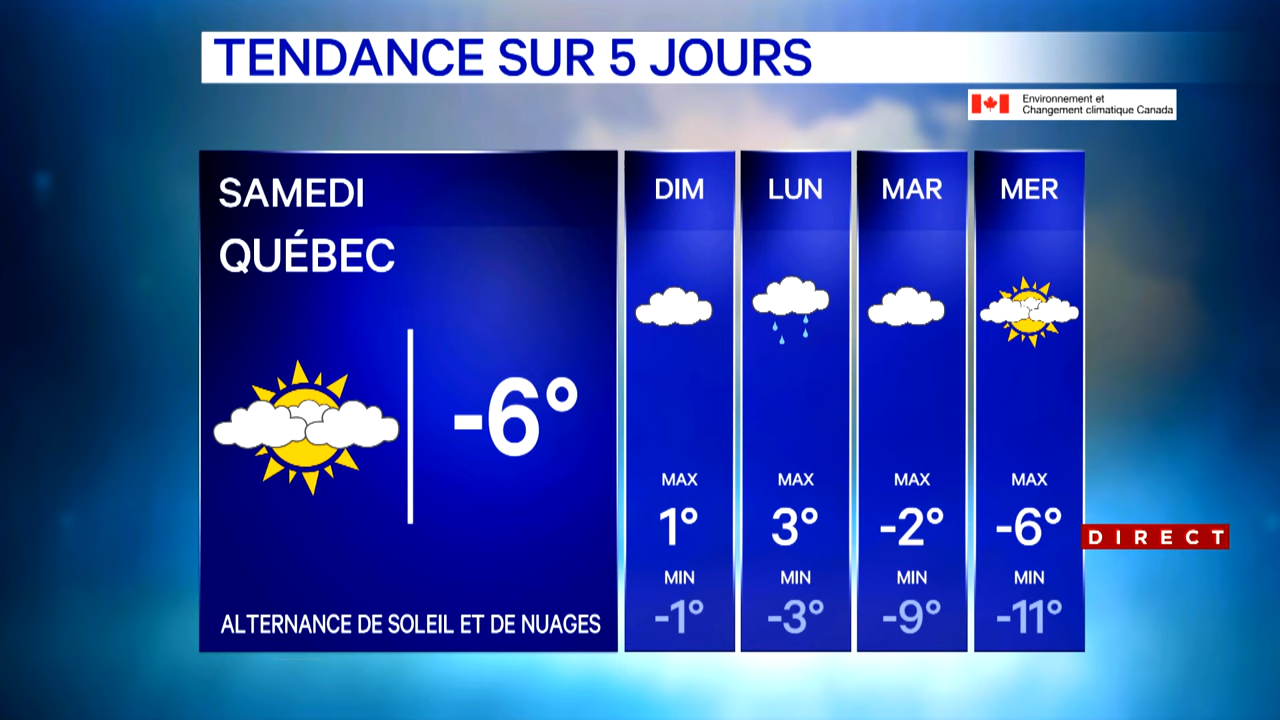 TENDANCE SUR 5 JOURS
Environnement et
Changement climatique Canada
SAMEDI
QUÉBEC
-6°
ALTERNANCE DE SOLEIL ET DE NUAGES
DIM
MAX
1°
MIN
-1°
LUN
MAX
3°
MIN
-3°
MAR
MAX
-2°
MIN
-9°
MER
MAX
-6°
MIN
-11°
DIRECT